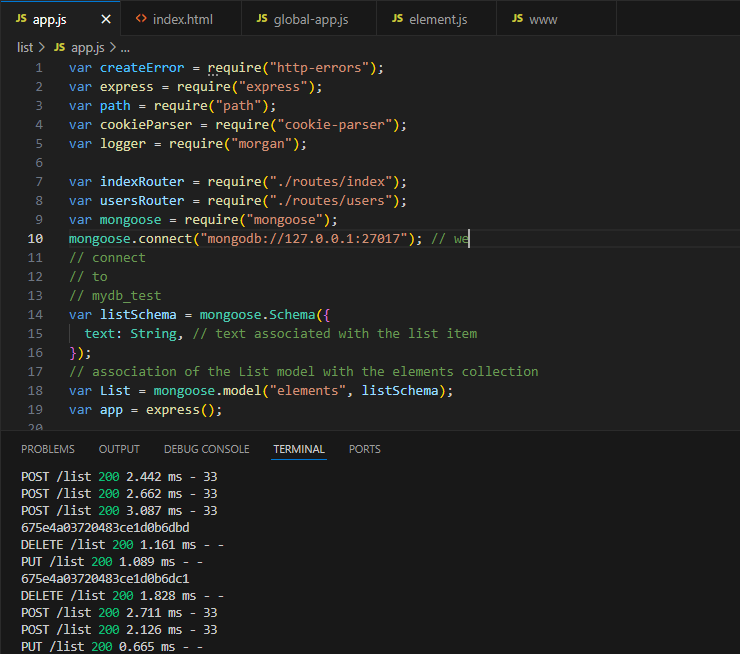 JS app.js × <> index.html JS global-app.js JS element.js JS www
list > JS app.js > ...
1 var createError = require("http-errors");
2 var express = require("express");
3 var path = require("path");
4 var cookieParser = require("cookie-parser");
5 var logger = require("morgan");
6
7 var indexRouter = require("./routes/index");
8 var usersRouter = require("./routes/users");
9 var mongoose = require("mongoose");
10 mongoose.connect("mongodb://127.0.0.1:27017"); // we
11 // connect
12 // to
13 // mydb_test
14 var listSchema = mongoose.Schema({
15 text: String, // text associated with the list item
16 });
17 // association of the List model with the elements collection
18 var List = mongoose.model("elements", listSchema);
19 var app = express();
20
PROBLEMS OUTPUT DEBUG CONSOLE TERMINAL PORTS
POST /list 200 2.442 ms - 33
POST /list 200 2.662 ms - 33
POST /list 200 3.087 ms - 33
675e4a03720483ce1d0b6dbd
DELETE /list 200 1.161 ms - -
PUT /list 200 1.089 ms - -
675e4a03720483ce1d0b6dc1
DELETE /list 200 1.828 ms - -
POST /list 200 2.711 ms - 33
POST /list 200 2.126 ms - 33
PUT /list 200 0.665 ms - -